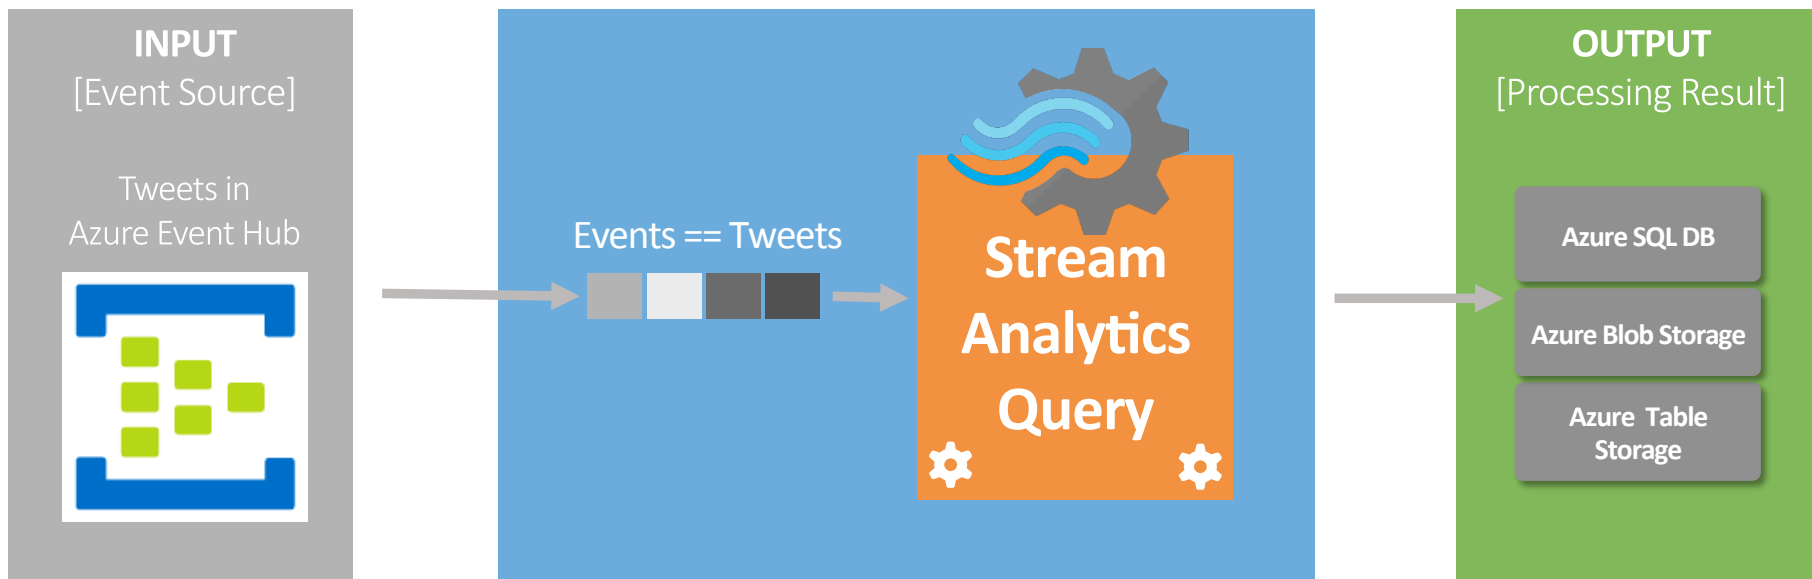 INPUT
[Event Source]
Tweets in
Azure Event Hub
Events == Tweets
Stream
Analytics
Query
OUTPUT
[Processing Result]
Azure SQL DB
Azure Blob Storage
Azure Table
Storage